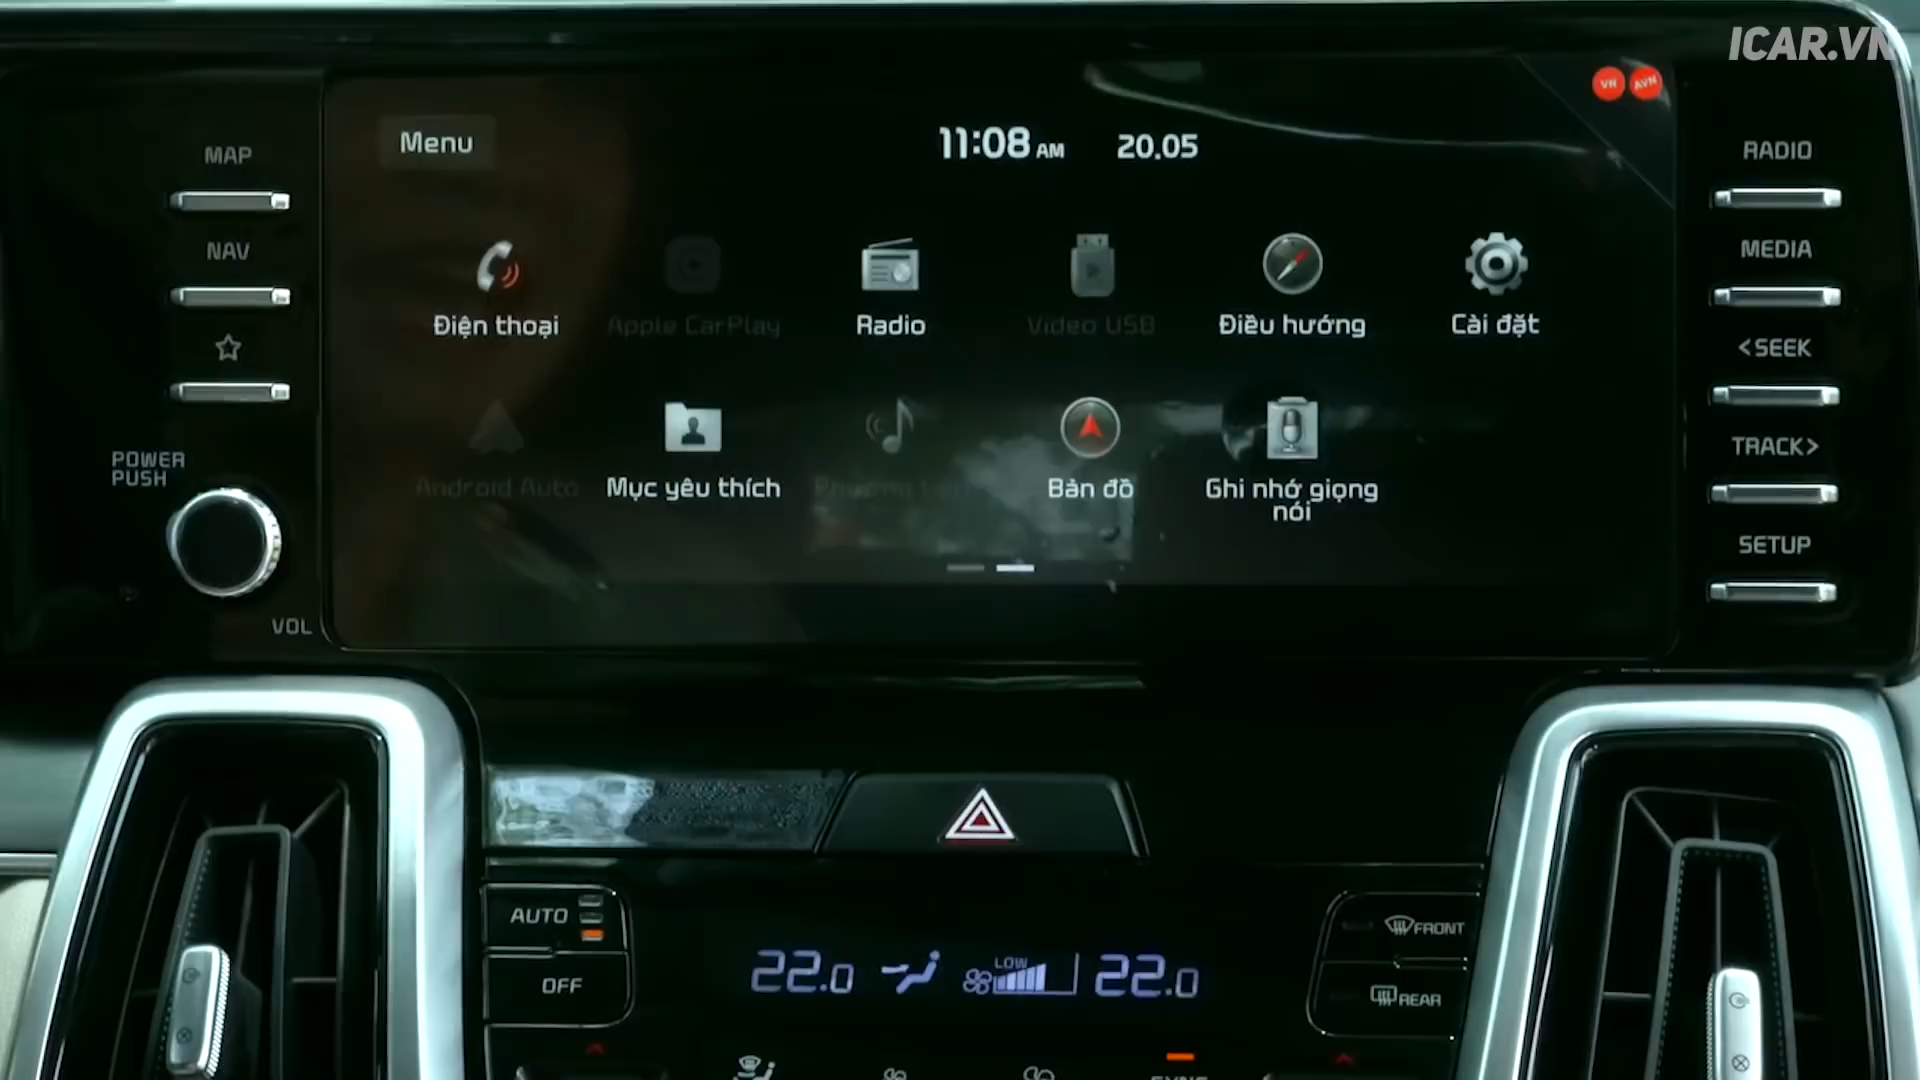 ICAR.VN
VR AVN
Menu
11:08 AM 20.05
MAP
NAV
POWER
PUSH
VOL
Điện thoại
Apple CarPlay
Radio
Video USB
Điều hướng
Cài đặt
Android Auto
Mục yêu thích
Bản đồ
Ghi nhớ giọng
nói
RADIO
MEDIA
<SEEK
TRACK>
SETUP
AUTO
OFF
22.0
LOW
22.0
FRONT
REAR